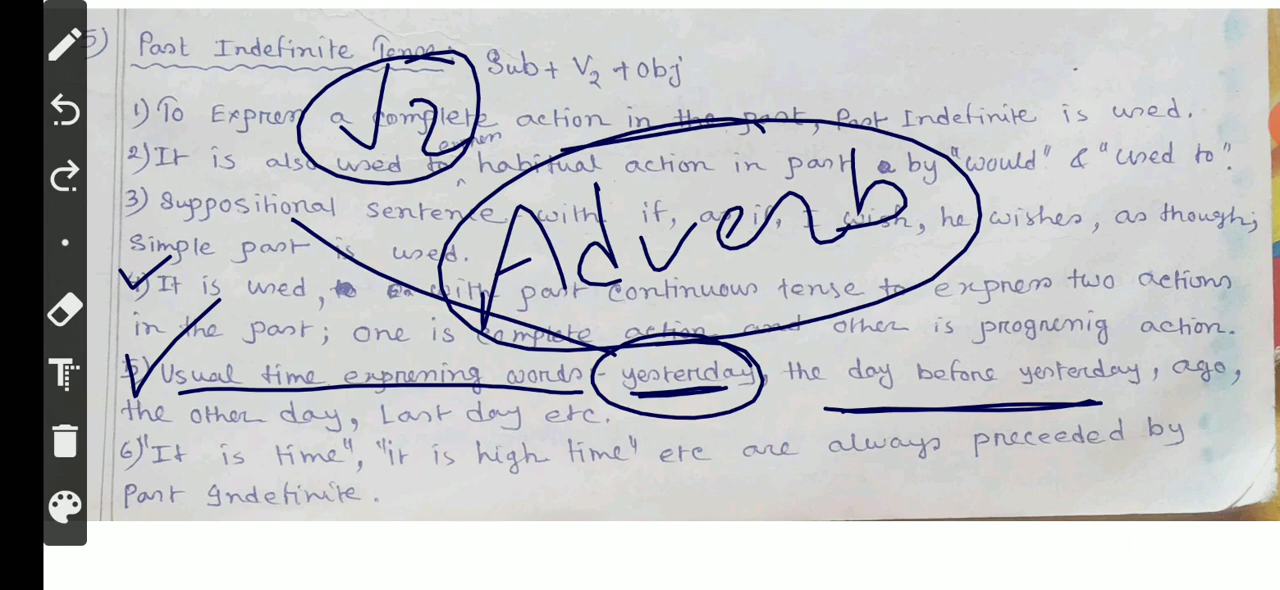 5) Past Indefinite Tense: Sub + V2 + Obj
V2
1) To Express a complete action in the past, Past Indefinite is used.
2) It is also used to express habitual action in past by "would" & "used to".
3) Suppositional sentence with if, as if, I wish, he wishes, as though,
Simple past is used.
Adverb
4) It is used, with past continuous tense to express two actions
in the past; one is complete action and other is progrenig action.
5) Usual time expressing words - yesterday, the day before yesterday, ago,
the other day, Last day etc.
6) "It is time", "it is high time" etc are always preceeded by
Past Indefinite.